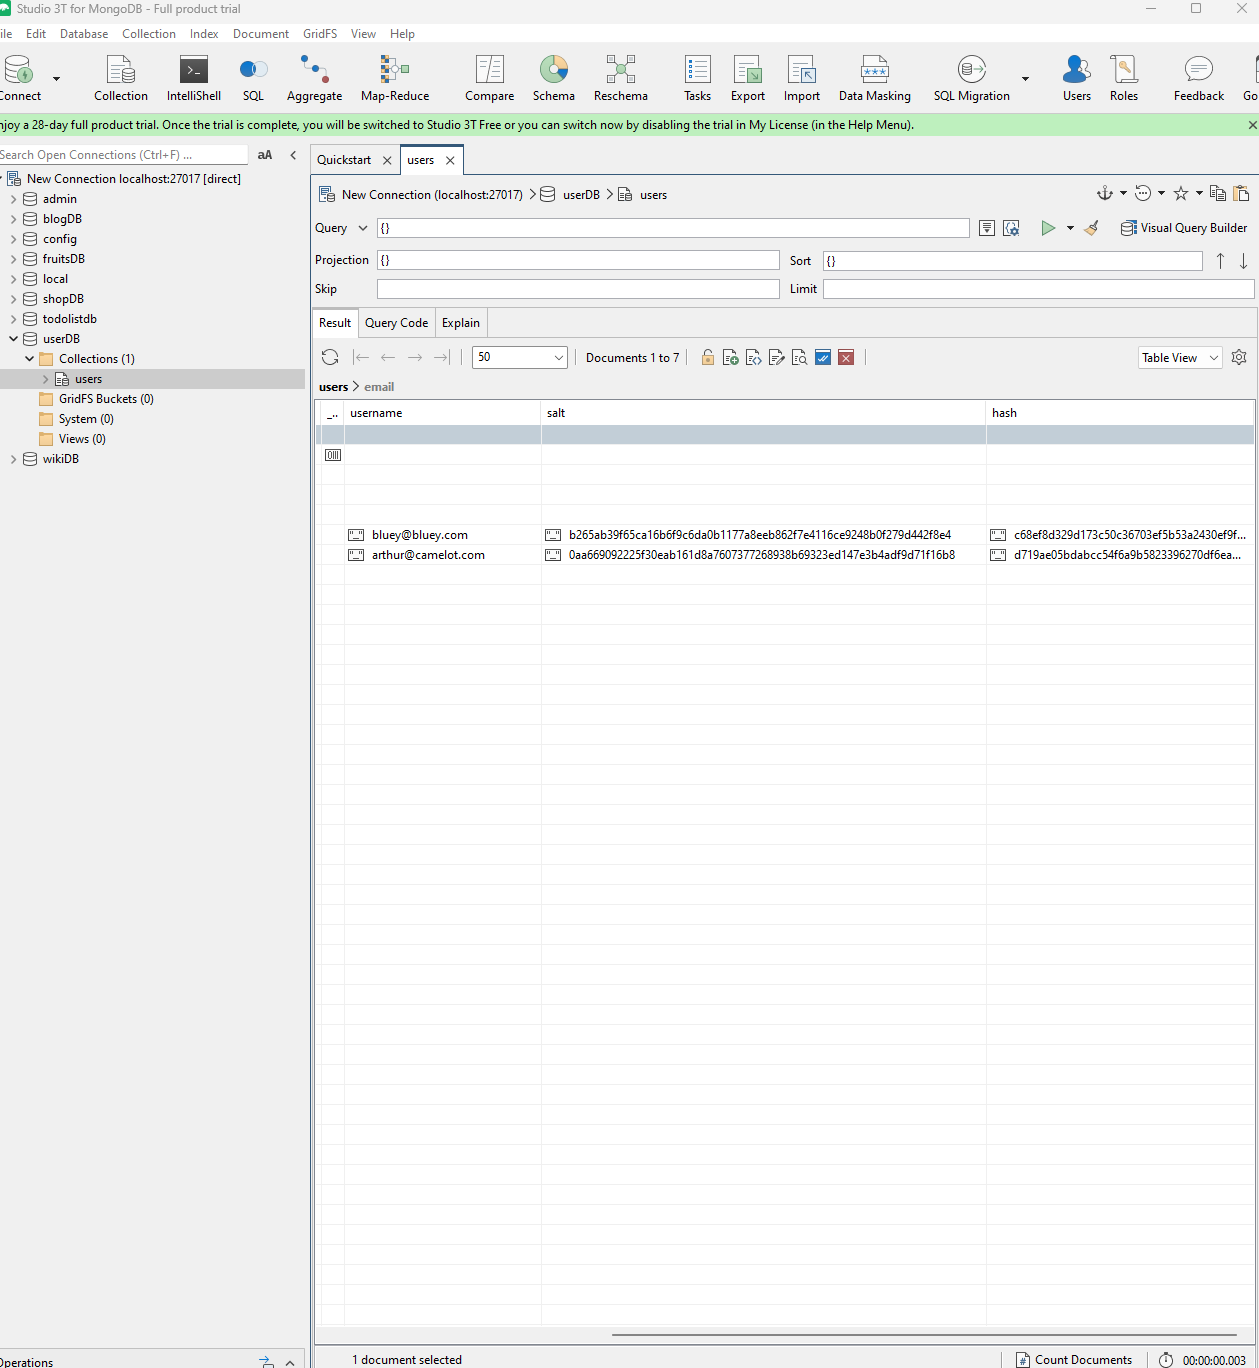 Studio 3T for MongoDB - Full product trial
ile Edit Database Collection Index Document GridFS View Help
onnect Collection IntelliShell SQL Aggregate Map-Reduce Compare Schema Reschema Tasks Export Import Data Masking SQL Migration Users Roles Feedback Go
njoy a 28-day full product trial. Once the trial is complete, you will be switched to Studio 3T Free or you can switch now by disabling the trial in My License (in the Help Menu).
Search Open Connections (Ctrl+F) ... aA
New Connection localhost:27017 [direct]
admin
blogDB
config
fruitsDB
local
shopDB
todolistdb
userDB
Collections (1)
users
GridFS Buckets (0)
System (0)
Views (0)
wikiDB
Quickstart users
New Connection (localhost:27017) userDB users
Query {} Visual Query Builder
Projection {} Sort {}
Skip Limit
Result Query Code Explain
50 Documents 1 to 7 Table View
users > email
_.. username salt hash
bluey@bluey.com b265ab39f65ca16b6f9c6da0b1177a8eeb862f7e4116ce9248b0f279d442f8e4 c68ef8d329d173c50c36703ef5b53a2430ef9f...
arthur@camelot.com 0aa669092225f30eab161d8a7607377268938b69323ed147e3b4adf9d71f16b8 d719ae05bdabcc54f6a9b5823396270df6ea...
Operations 1 document selected Count Documents 00:00:00.003